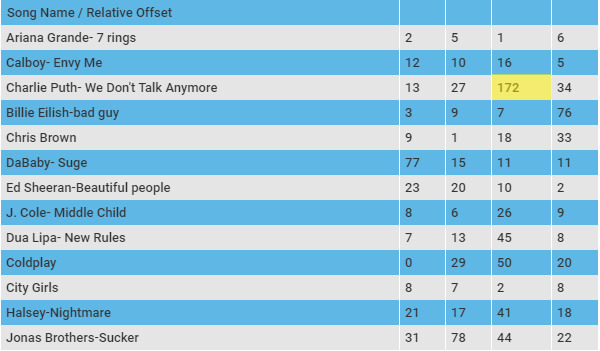 Song Name / Relative Offset
Ariana Grande- 7 rings 2 5 1 6
Calboy- Envy Me 12 10 16 5
Charlie Puth- We Don't Talk Anymore 13 27 172 34
Billie Eilish-bad guy 3 9 7 76
Chris Brown 9 1 18 33
DaBaby- Suge 77 15 11 11
Ed Sheeran-Beautiful people 23 20 10 2
J. Cole- Middle Child 8 6 26 9
Dua Lipa- New Rules 7 13 45 8
Coldplay 0 29 50 20
City Girls 8 7 2 8
Halsey-Nightmare 21 17 41 18
Jonas Brothers-Sucker 31 78 44 22